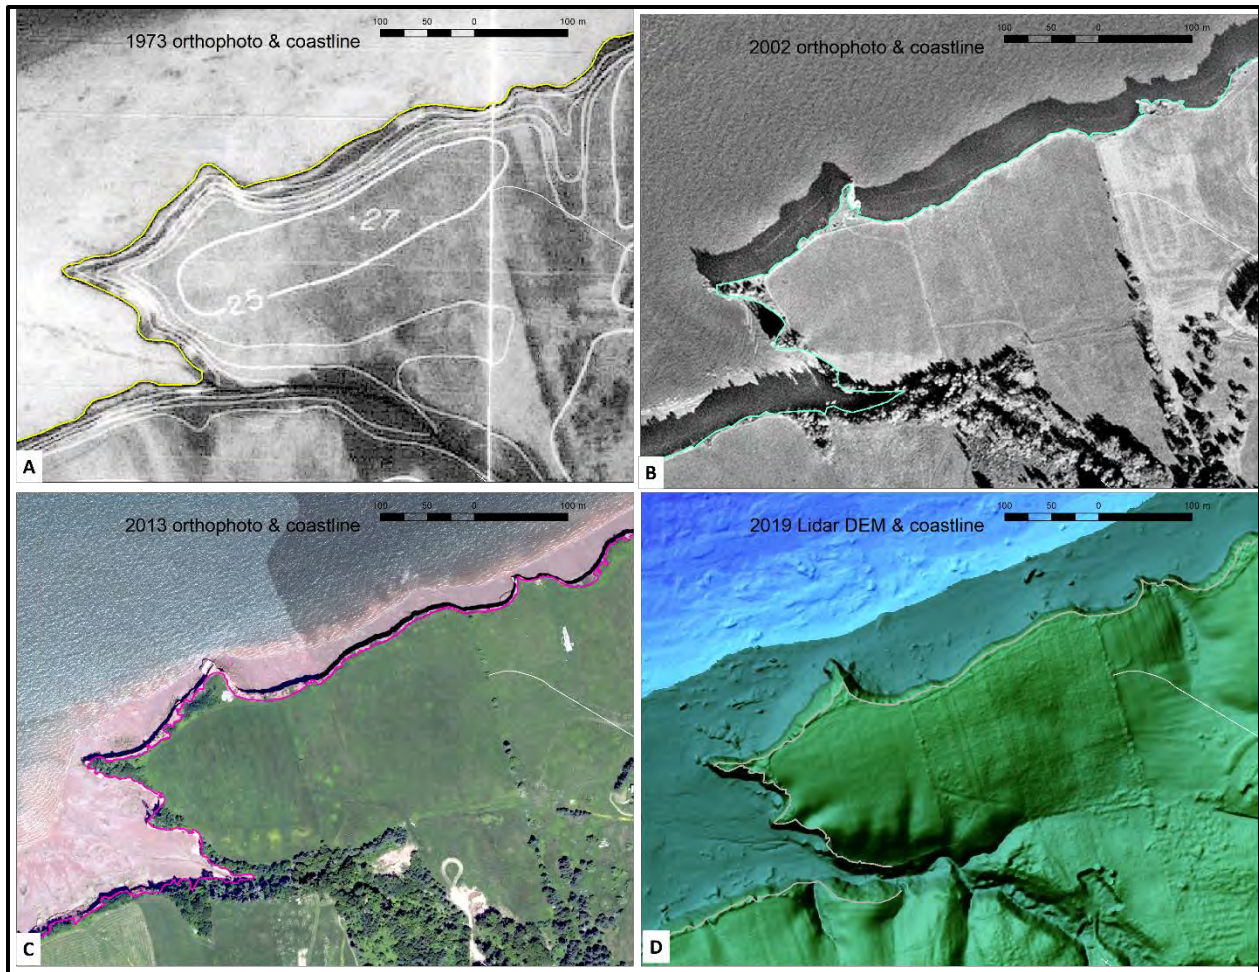 1973 orthophoto & coastline
100 50 0 100 m
27
25
A
2002 orthophoto & coastline
100 50 0 100 m
B
2013 orthophoto & coastline
100 50 0 100 m
C
2019 Lidar DEM & coastline
100 50 0 100 m
D